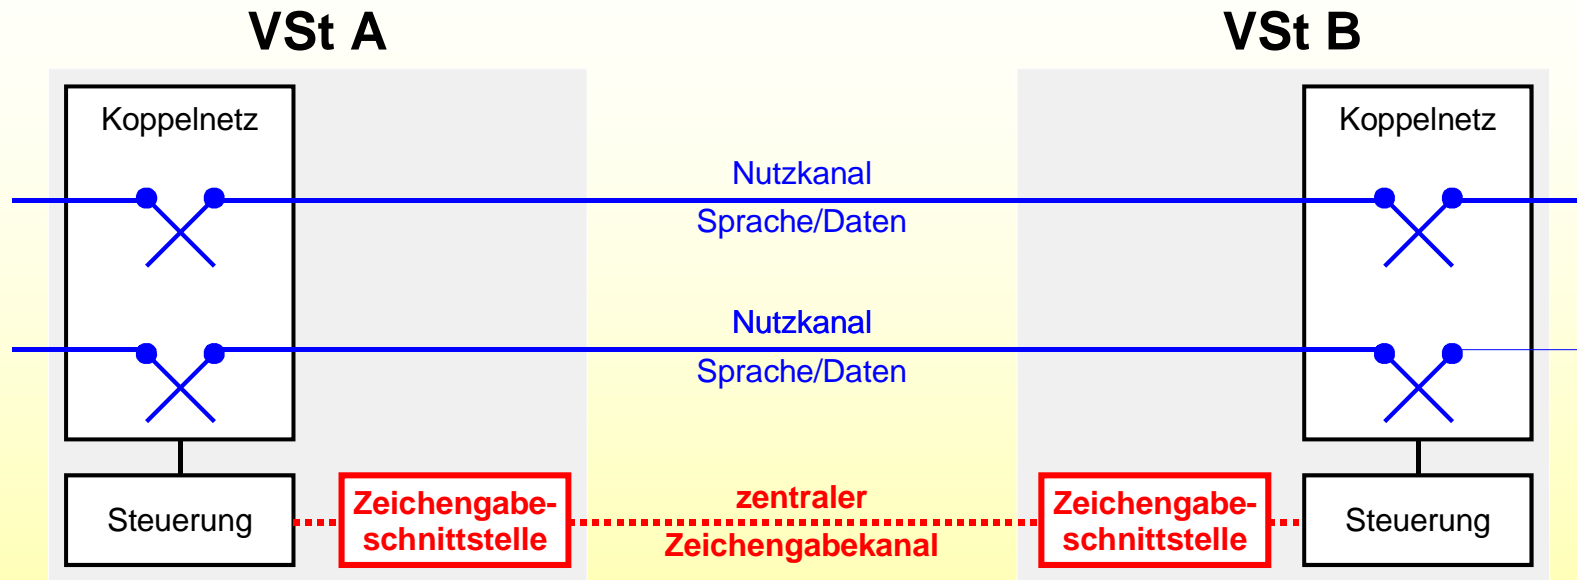 VSt A
VSt B
Koppelnetz
Koppelnetz
Nutzkanal
Sprache/Daten
Nutzkanal
Sprache/Daten
Steuerung
Zeichengabe-
schnittstelle
zentraler
Zeichengabekanal
Zeichengabe-
schnittstelle
Steuerung